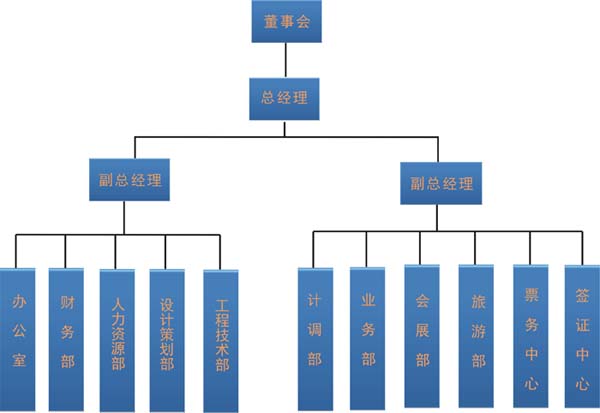 董事会
总经理
副总经理
副总经理
办公室
财务部
人力资源部
设计策划部
工程技术部
计调部
业务部
会展部
旅游部
票务中心
签证中心